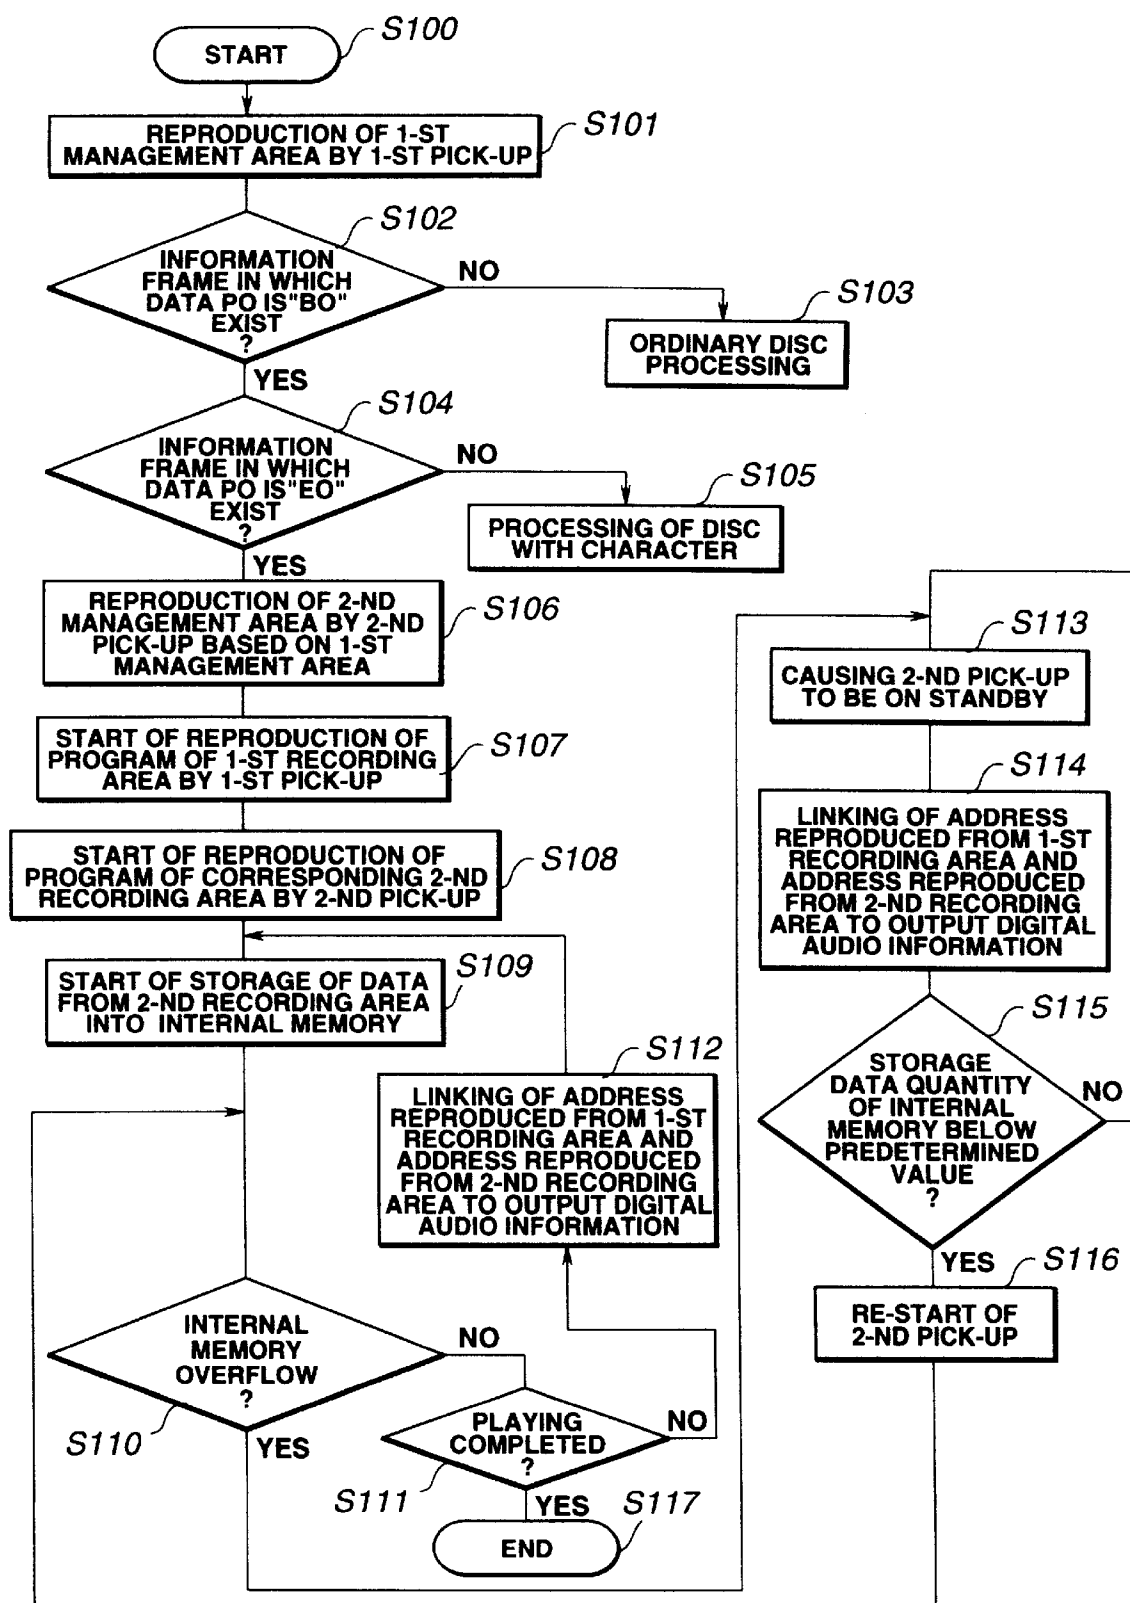 START
S100
REPRODUCTION OF 1-ST
MANAGEMENT AREA BY 1-ST PICK-UP
S101
INFORMATION
FRAME IN WHICH
DATA PO IS"BO"
EXIST
?
S102
NO
YES
ORDINARY DISC
PROCESSING
S103
INFORMATION
FRAME IN WHICH
DATA PO IS"EO"
EXIST
?
S104
NO
YES
PROCESSING OF DISC
WITH CHARACTER
S105
REPRODUCTION OF 2-ND
MANAGEMENT AREA BY 2-ND
PICK-UP BASED ON 1-ST
MANAGEMENT AREA
S106
START OF REPRODUCTION OF
PROGRAM OF 1-ST RECORDING
AREA BY 1-ST PICK-UP
S107
START OF REPRODUCTION OF
PROGRAM OF CORRESPONDING 2-ND
RECORDING AREA BY 2-ND PICK-UP
S108
START OF STORAGE OF DATA
FROM 2-ND RECORDING AREA
INTO INTERNAL MEMORY
S109
INTERNAL
MEMORY
OVERFLOW
?
S110
NO
YES
PLAYING
COMPLETED
?
S111
NO
YES
LINKING OF ADDRESS
REPRODUCED FROM 1-ST
RECORDING AREA AND
ADDRESS REPRODUCED
FROM 2-ND RECORDING
AREA TO OUTPUT DIGITAL
AUDIO INFORMATION
S112
END
S117
CAUSING 2-ND PICK-UP
TO BE ON STANDBY
S113
LINKING OF ADDRESS
REPRODUCED FROM 1-ST
RECORDING AREA AND
ADDRESS REPRODUCED
FROM 2-ND RECORDING
AREA TO OUTPUT DIGITAL
AUDIO INFORMATION
S114
STORAGE
DATA QUANTITY
OF INTERNAL
MEMORY BELOW
PREDETERMINED
VALUE
?
S115
NO
YES
RE-START OF
2-ND PICK-UP
S116